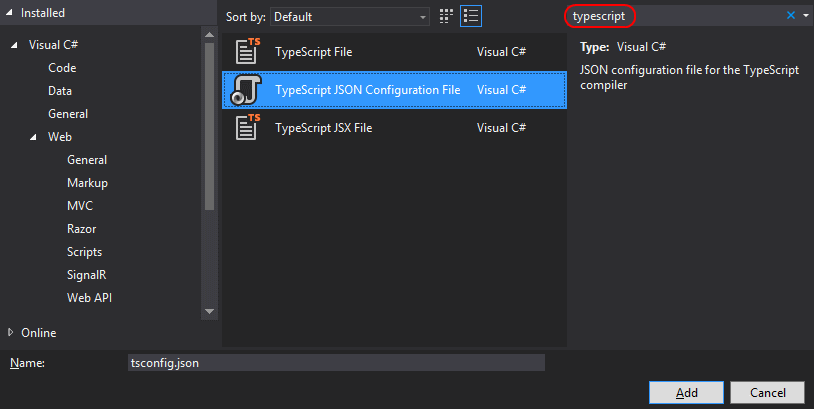 Installed
Visual C#
Code
Data
General
Web
General
Markup
MVC
Razor
Scripts
SignalR
Web API
Online
Sort by: Default
TS TypeScript File Visual C#
TypeScript JSON Configuration File Visual C#
TS TypeScript JSX File Visual C#
typescript
Type: Visual C#
JSON configuration file for the TypeScript
compiler
Name: tsconfig.json
Add Cancel